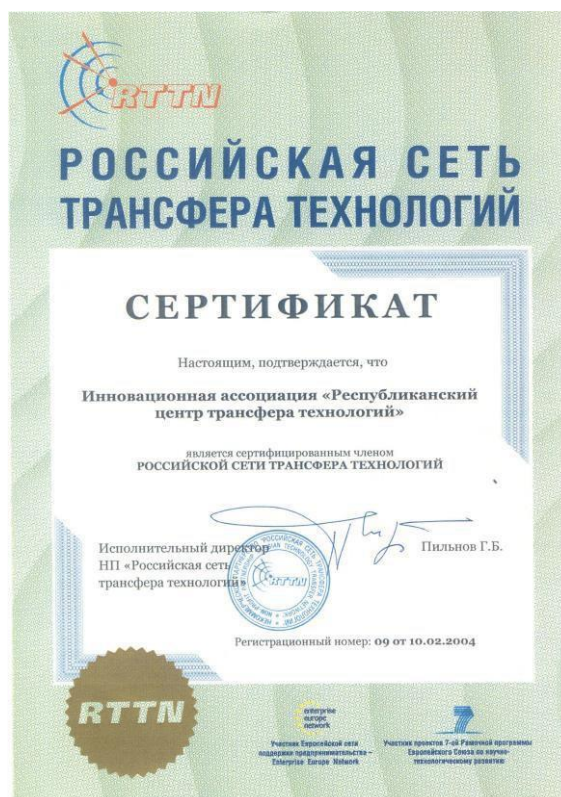 RTTN
РОССИЙСКАЯ СЕТЬ
ТРАНСФЕРА ТЕХНОЛОГИЙ
СЕРТИФИКАТ
Настоящим, подтверждается, что
Инновационная ассоциация «Республиканский
центр трансфера технологий»
является сертифицированным членом
РОССИЙСКОЙ СЕТИ ТРАНСФЕРА ТЕХНОЛОГИЙ
Исполнительный директор
НП «Российская сеть
трансфера технологий»
Пильнов Г.Б.
RTTN
Регистрационный номер: 09 от 10.02.2004
RTTN
enterprise
europe
network
Участник Европейской сети
поддержки предпринимательства –
Enterprise Europe Network
7
Участник проектов 7-ой Рамочной программы
Европейского Союза по научно-
технологическому развитию